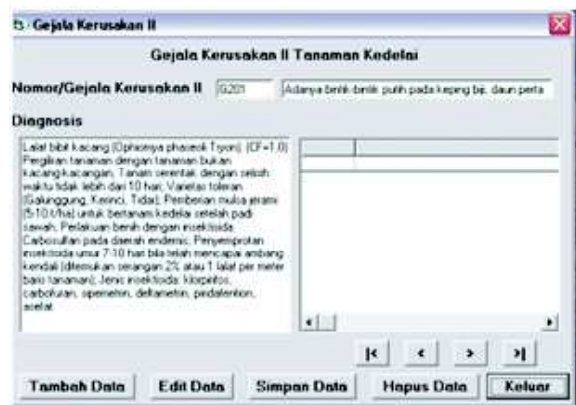 Gejala Kerusakan II
Gejala Kerusakan II Tanaman Kedelai
Nomor/Gejala Kerusakan II G201 Adanya bintik-bintik putih pada keping biji, daun perta
Diagnosis
Lalat bibit kacang (Ophiomya phaseoli Tryon) (CF=1,0)
Pergiliran tanaman dengan tanaman bukan
kacang-kacangan, Tanam serentak dengan selisih
waktu tidak lebih dari 10 hari; Varietas toleran
(Galunggung, Kerinci, Tidar); Pemberian mulsa jerami
(5-10 t/ha) untuk bertanam kedelai setelah padi
sawah; Perlakuan benih dengan insektisida
Carbosulfan pada daerah endemis; Penyemprotan
insektisida umur 7-10 hari bila telah mencapai ambang
kendali (ditemukan serangan 2% atau 1 lalat per meter
baris tanaman); Jenis insektisida: klorpirifos,
carbofuran, sipermetrin, deltametrin,
asefat
|< < > >|
Tambah Data Edit Data Simpan Data Hapus Data Keluar